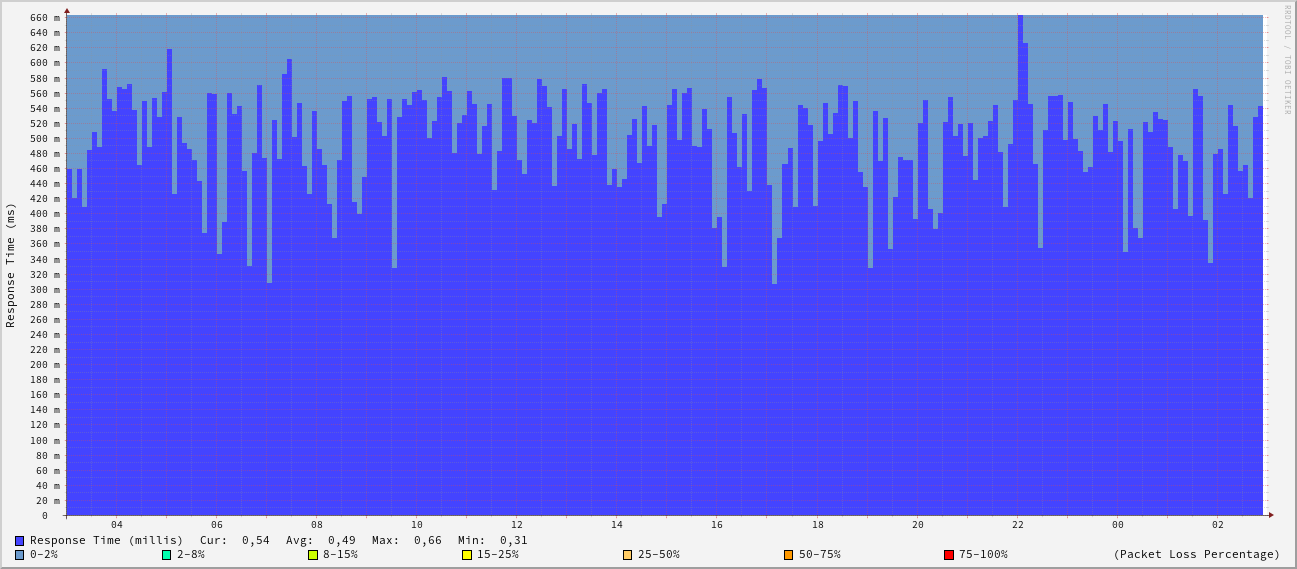 RRDTOOL / TOBI OETIKER
Response Time (ms)
660 m
640 m
620 m
600 m
580 m
560 m
540 m
520 m
500 m
480 m
460 m
440 m
420 m
400 m
380 m
360 m
340 m
320 m
300 m
280 m
260 m
240 m
220 m
200 m
180 m
160 m
140 m
120 m
100 m
80 m
60 m
40 m
20 m
0
04 06 08 10 12 14 16 18 20 22 00 02
Response Time (millis) Cur: 0,54 Avg: 0,49 Max: 0,66 Min: 0,31
0-2% 2-8% 8-15% 15-25% 25-50% 50-75% 75-100% (Packet Loss Percentage)